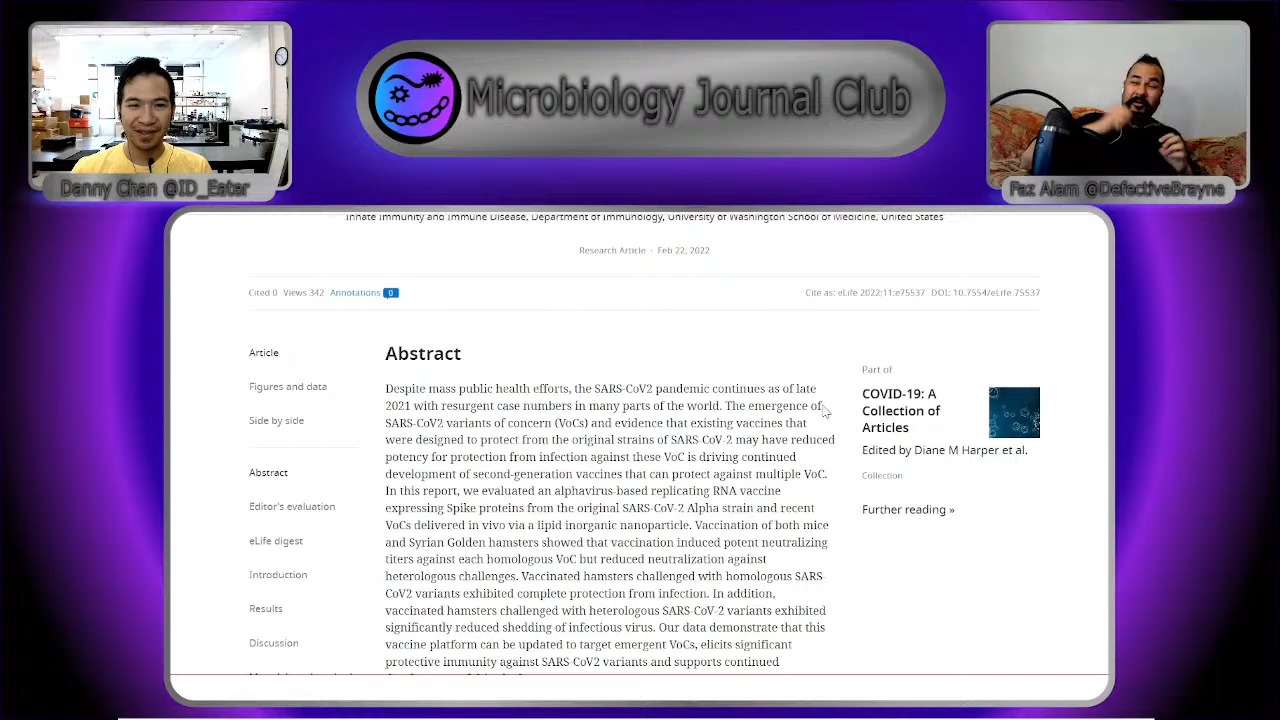 Microbiology Journal Club
Danny Chan @ID_Eater
Faz Alam @DefectiveBrayne
Innate Immunity and Immune Disease, Department of Immunology, University of Washington School of Medicine, United States
Research Article · Feb 22, 2022
Cited 0 Views 342 Annotations 0
Cite as: eLife 2022;11:e75537 DOI: 10.7554/eLife.75537
Article
Figures and data
Side by side
Abstract
Editor's evaluation
eLife digest
Introduction
Results
Discussion
Abstract
Despite mass public health efforts, the SARS-CoV2 pandemic continues as of late
2021 with resurgent case numbers in many parts of the world. The emergence of
SARS-CoV2 variants of concern (VoCs) and evidence that existing vaccines that
were designed to protect from the original strains of SARS-CoV-2 may have reduced
potency for protection from infection against these VoC is driving continued
development of second-generation vaccines that can protect against multiple VoC.
In this report, we evaluated an alphavirus-based replicating RNA vaccine
expressing Spike proteins from the original SARS-CoV-2 Alpha strain and recent
VoCs delivered in vivo via a lipid inorganic nanoparticle. Vaccination of both mice
and Syrian Golden hamsters showed that vaccination induced potent neutralizing
titers against each homologous VoC but reduced neutralization against
heterologous challenges. Vaccinated hamsters challenged with homologous SARS-
CoV2 variants exhibited complete protection from infection. In addition,
vaccinated hamsters challenged with heterologous SARS-CoV-2 variants exhibited
significantly reduced shedding of infectious virus. Our data demonstrate that this
vaccine platform can be updated to target emergent VoCs, elicits significant
protective immunity against SARS-CoV2 variants and supports continued
Part of
COVID-19: A
Collection of
Articles
Edited by Diane M Harper et al.
Collection
Further reading »